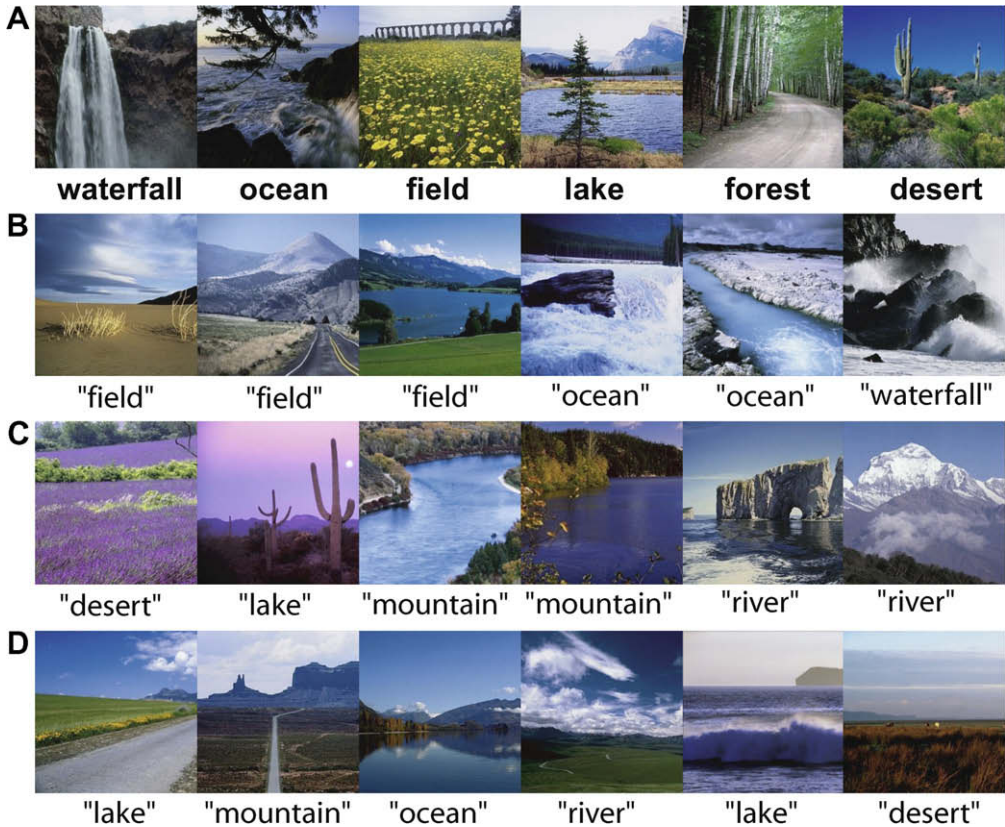 A
waterfall ocean field lake forest desert
B
"field" "field" "field" "ocean" "ocean" "waterfall"
C
"desert" "lake" "mountain" "mountain" "river" "river"
D
"lake" "mountain" "ocean" "river" "lake" "desert"